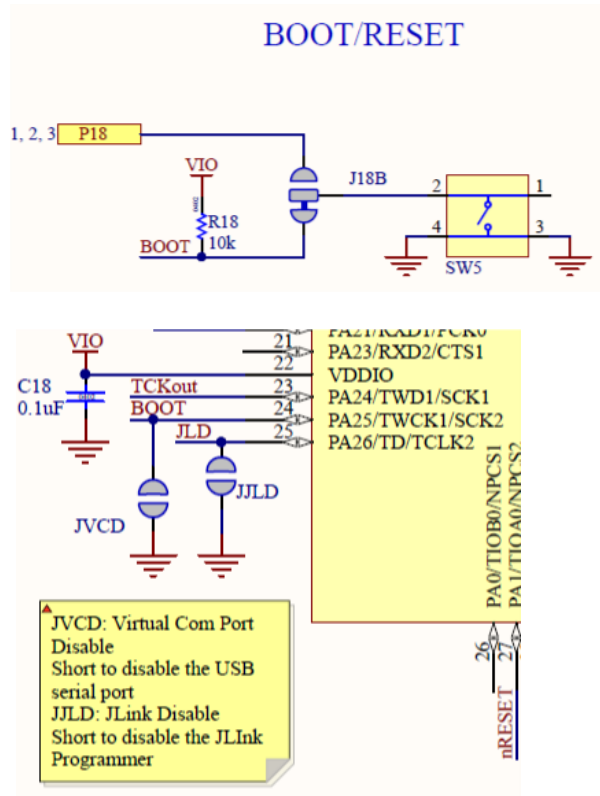 BOOT/RESET
1, 2, 3 P18
VIO
J18B
2 1
R18
10k
BOOT
4 3
SW5
VIO
21 PA23/RXD2/CTS1
22 VDDIO
C18
0.1uF
TCKout 23 PA24/TWD1/SCK1
BOOT 24 PA25/TWCK1/SCK2
JLD 25 PA26/TD/TCLK2
JJLD
JVCD
PA0/TIOB0/NPCS1
PA1/TIOA0/NPCS2
26
27
nRESET
JVCD: Virtual Com Port
Disable
Short to disable the USB
serial port
JJLD: JLink Disable
Short to disable the JLInk
Programmer